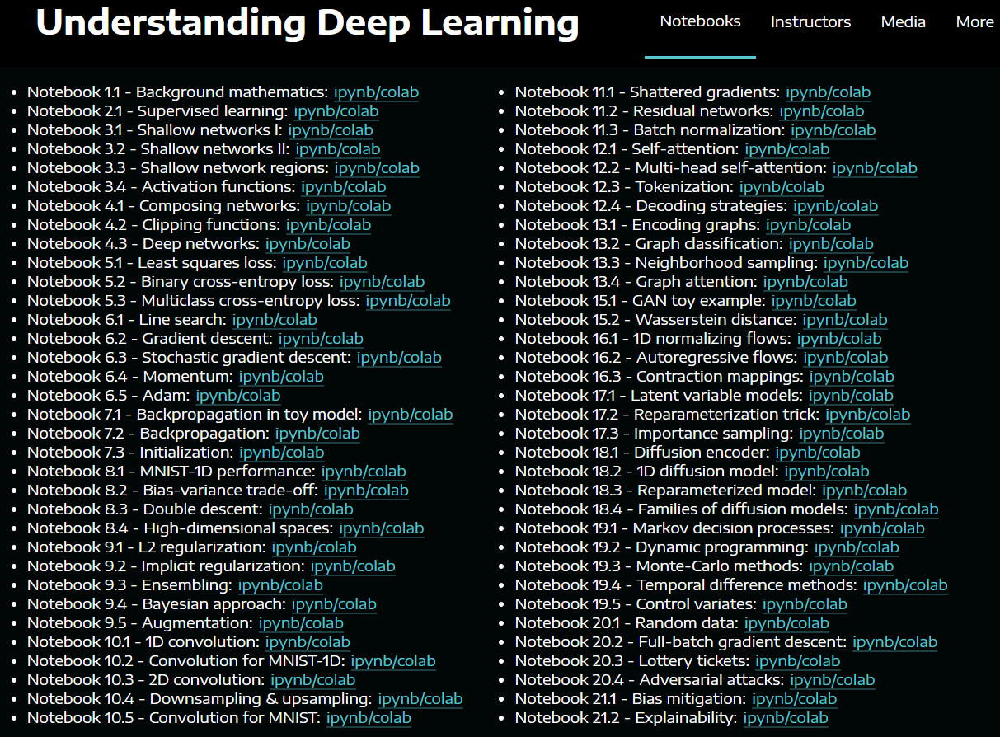 Understanding Deep Learning
Notebooks
Instructors
Media
More
Notebook 1.1 - Background mathematics: ipynb/colab
Notebook 2.1 - Supervised learning: ipynb/colab
Notebook 3.1 - Shallow networks I: ipynb/colab
Notebook 3.2 - Shallow networks II: ipynb/colab
Notebook 3.3 - Shallow network regions: ipynb/colab
Notebook 3.4 - Activation functions: ipynb/colab
Notebook 4.1 - Composing networks: ipynb/colab
Notebook 4.2 - Clipping functions: ipynb/colab
Notebook 4.3 - Deep networks: ipynb/colab
Notebook 5.1 - Least squares loss: ipynb/colab
Notebook 5.2 - Binary cross-entropy loss: ipynb/colab
Notebook 5.3 - Multiclass cross-entropy loss: ipynb/colab
Notebook 6.1 - Line search: ipynb/colab
Notebook 6.2 - Gradient descent: ipynb/colab
Notebook 6.3 - Stochastic gradient descent: ipynb/colab
Notebook 6.4 - Momentum: ipynb/colab
Notebook 6.5 - Adam: ipynb/colab
Notebook 7.1 - Backpropagation in toy model: ipynb/colab
Notebook 7.2 - Backpropagation: ipynb/colab
Notebook 7.3 - Initialization: ipynb/colab
Notebook 8.1 - MNIST-1D performance: ipynb/colab
Notebook 8.2 - Bias-variance trade-off: ipynb/colab
Notebook 8.3 - Double descent: ipynb/colab
Notebook 8.4 - High-dimensional spaces: ipynb/colab
Notebook 9.1 - L2 regularization: ipynb/colab
Notebook 9.2 - Implicit regularization: ipynb/colab
Notebook 9.3 - Ensembling: ipynb/colab
Notebook 9.4 - Bayesian approach: ipynb/colab
Notebook 9.5 - Augmentation: ipynb/colab
Notebook 10.1 - 1D convolution: ipynb/colab
Notebook 10.2 - Convolution for MNIST-1D: ipynb/colab
Notebook 10.3 - 2D convolution: ipynb/colab
Notebook 10.4 - Downsampling & upsampling: ipynb/colab
Notebook 10.5 - Convolution for MNIST: ipynb/colab
Notebook 11.1 - Shattered gradients: ipynb/colab
Notebook 11.2 - Residual networks: ipynb/colab
Notebook 11.3 - Batch normalization: ipynb/colab
Notebook 12.1 - Self-attention: ipynb/colab
Notebook 12.2 - Multi-head self-attention: ipynb/colab
Notebook 12.3 - Tokenization: ipynb/colab
Notebook 12.4 - Decoding strategies: ipynb/colab
Notebook 13.1 - Encoding graphs: ipynb/colab
Notebook 13.2 - Graph classification: ipynb/colab
Notebook 13.3 - Neighborhood sampling: ipynb/colab
Notebook 13.4 - Graph attention: ipynb/colab
Notebook 15.1 - GAN toy example: ipynb/colab
Notebook 15.2 - Wasserstein distance: ipynb/colab
Notebook 16.1 - 1D normalizing flows: ipynb/colab
Notebook 16.2 - Autoregressive flows: ipynb/colab
Notebook 16.3 - Contraction mappings: ipynb/colab
Notebook 17.1 - Latent variable models: ipynb/colab
Notebook 17.2 - Reparameterization trick: ipynb/colab
Notebook 17.3 - Importance sampling: ipynb/colab
Notebook 18.1 - Diffusion encoder: ipynb/colab
Notebook 18.2 - 1D diffusion model: ipynb/colab
Notebook 18.3 - Reparameterized model: ipynb/colab
Notebook 18.4 - Families of diffusion models: ipynb/colab
Notebook 19.1 - Markov decision processes: ipynb/colab
Notebook 19.2 - Dynamic programming: ipynb/colab
Notebook 19.3 - Monte-Carlo methods: ipynb/colab
Notebook 19.4 - Temporal difference methods: ipynb/colab
Notebook 19.5 - Control variates: ipynb/colab
Notebook 20.1 - Random data: ipynb/colab
Notebook 20.2 - Full-batch gradient descent: ipynb/colab
Notebook 20.3 - Lottery tickets: ipynb/colab
Notebook 20.4 - Adversarial attacks: ipynb/colab
Notebook 21.1 - Bias mitigation: ipynb/colab
Notebook 21.2 - Explainability: ipynb/colab